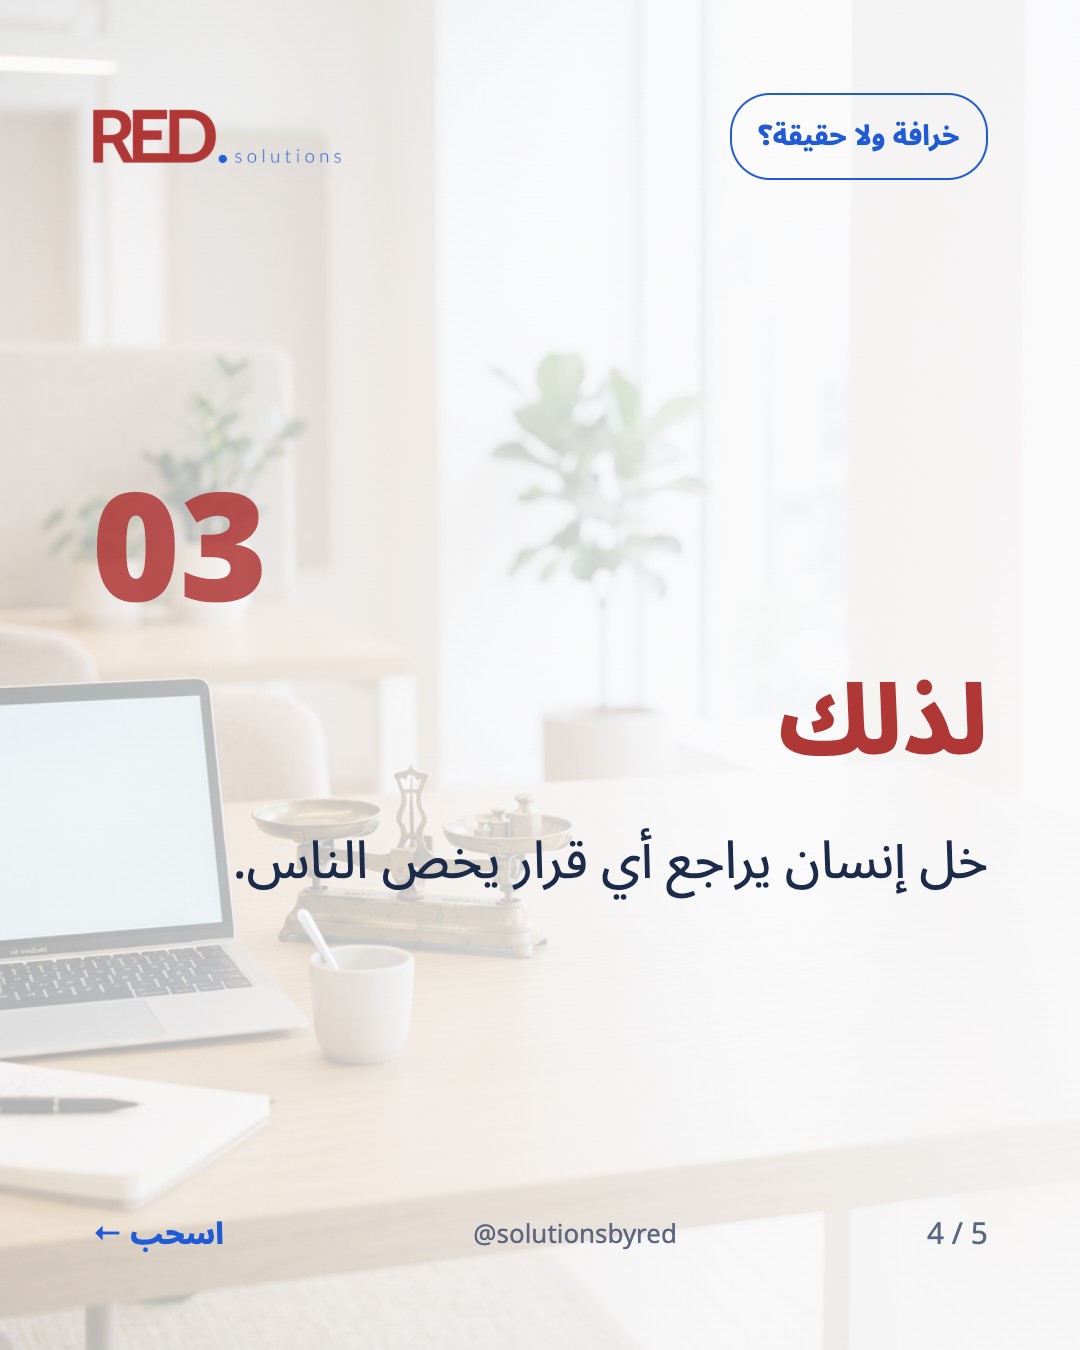 RED.solutions
خرافة ولا حقيقة؟
03
لذلك
خل إنسان يراجع أي قرار يخص الناس.
اسحب ←
@solutionsbyred
4 / 5